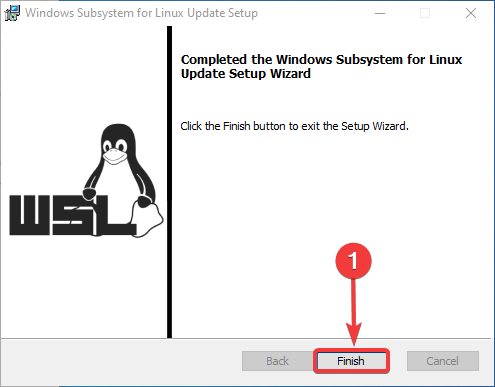 Windows Subsystem for Linux Update Setup
Completed the Windows Subsystem for Linux
Update Setup Wizard
Click the Finish button to exit the Setup Wizard.
WSL
1
Back
Finish
Cancel